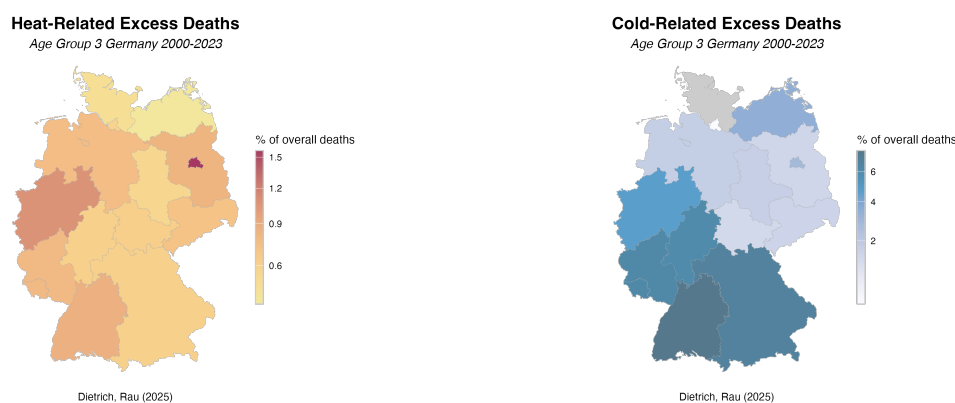 Heat-Related Excess Deaths
Age Group 3 Germany 2000-2023
% of overall deaths
1.5
1.2
0.9
0.6
Dietrich, Rau (2025)
Cold-Related Excess Deaths
Age Group 3 Germany 2000-2023
% of overall deaths
6
4
2
Dietrich, Rau (2025)